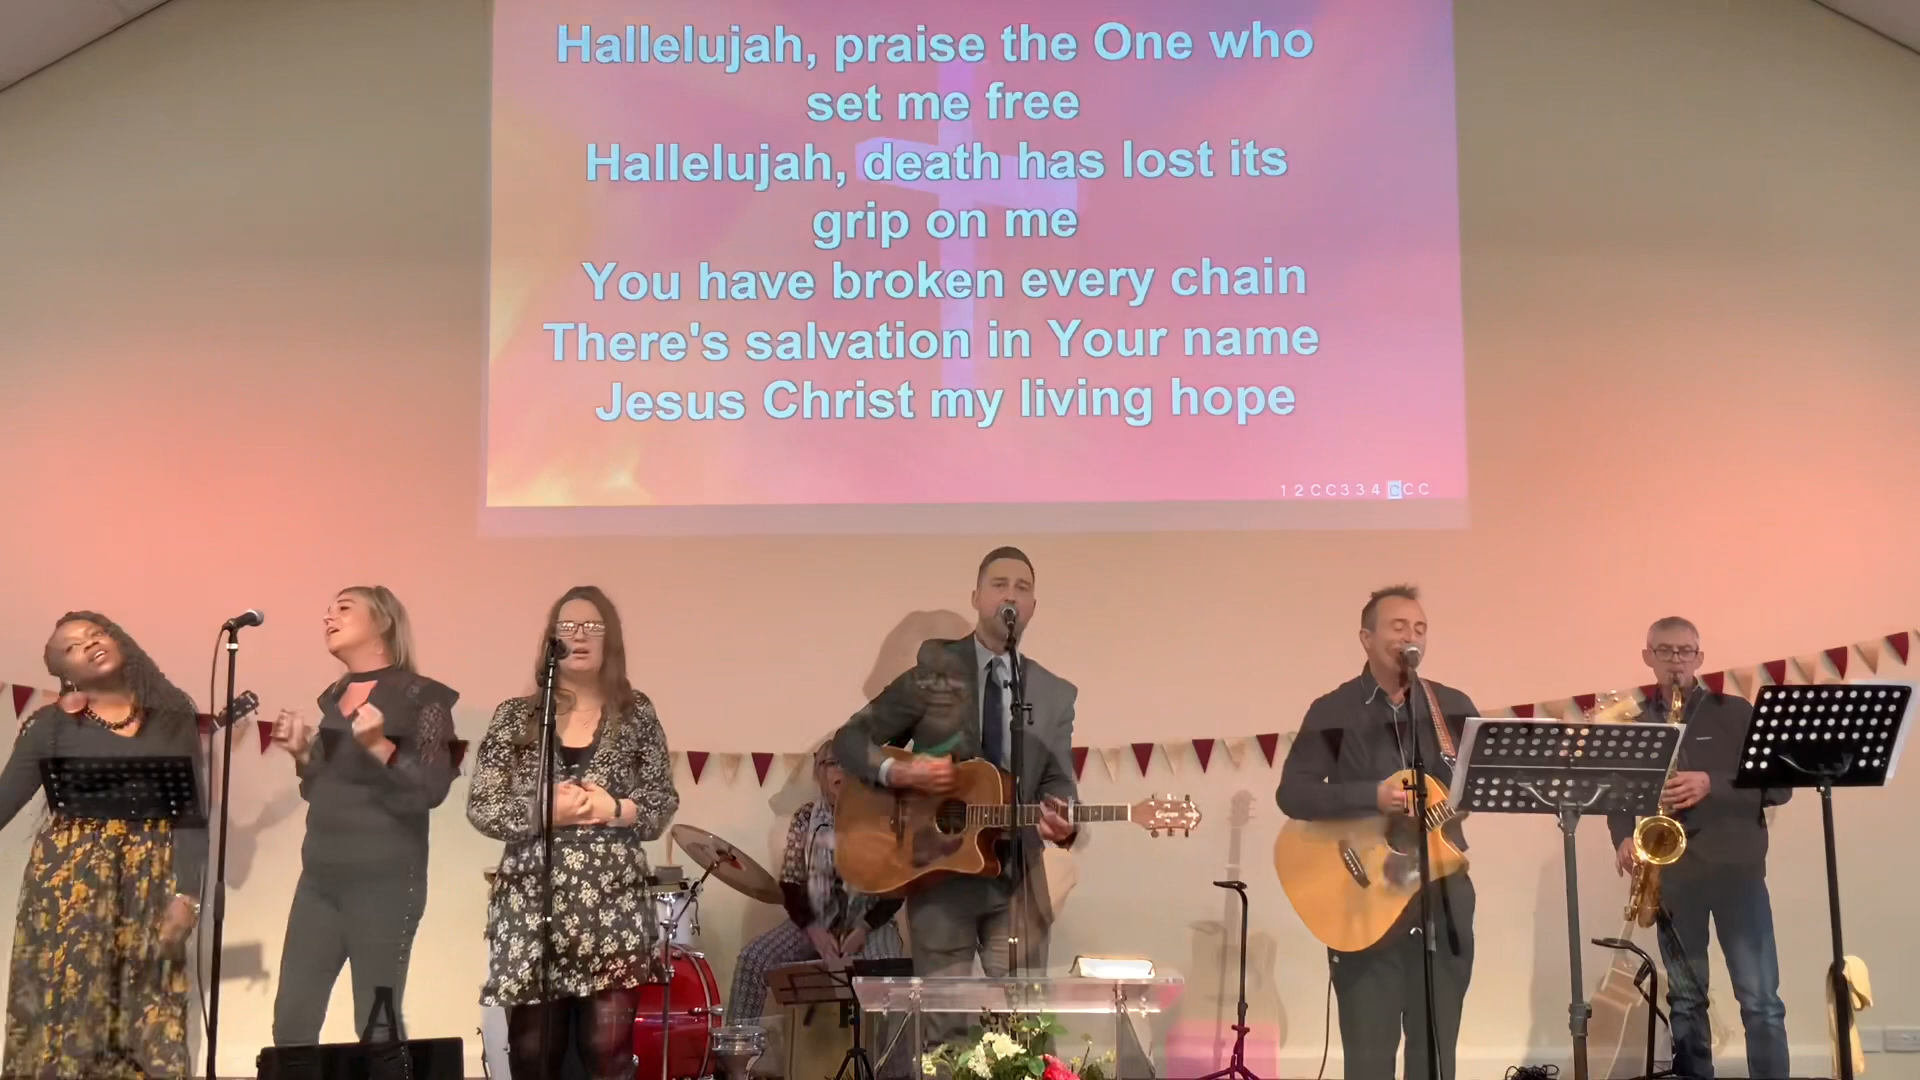 Hallelujah, praise the One who
set me free
Hallelujah, death has lost its
grip on me
You have broken every chain
There's salvation in Your name
Jesus Christ my living hope
1 2 C C 3 3 4 C C C